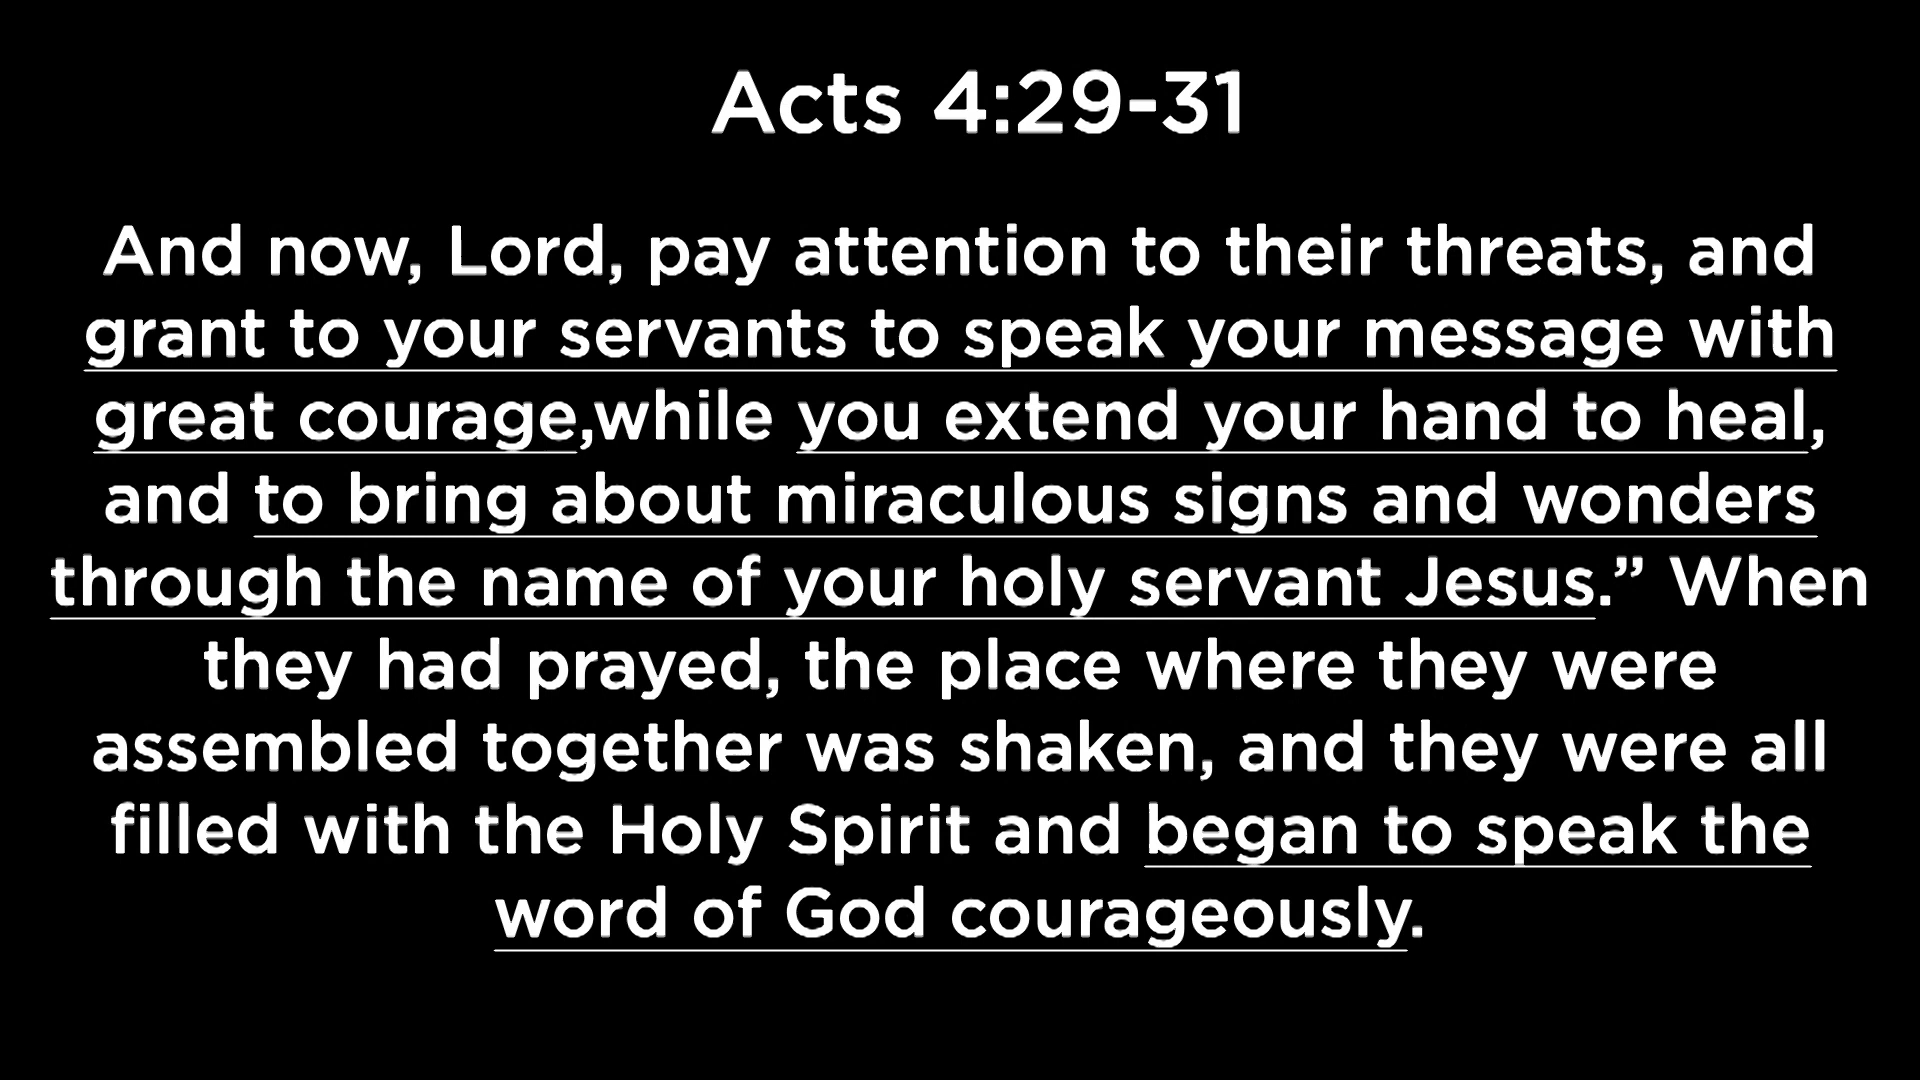 Acts 4:29-31
And now, Lord, pay attention to their threats, and
grant to your servants to speak your message with
great courage,while you extend your hand to heal,
and to bring about miraculous signs and wonders
through the name of your holy servant Jesus.” When
they had prayed, the place where they were
assembled together was shaken, and they were all
filled with the Holy Spirit and began to speak the
word of God courageously.